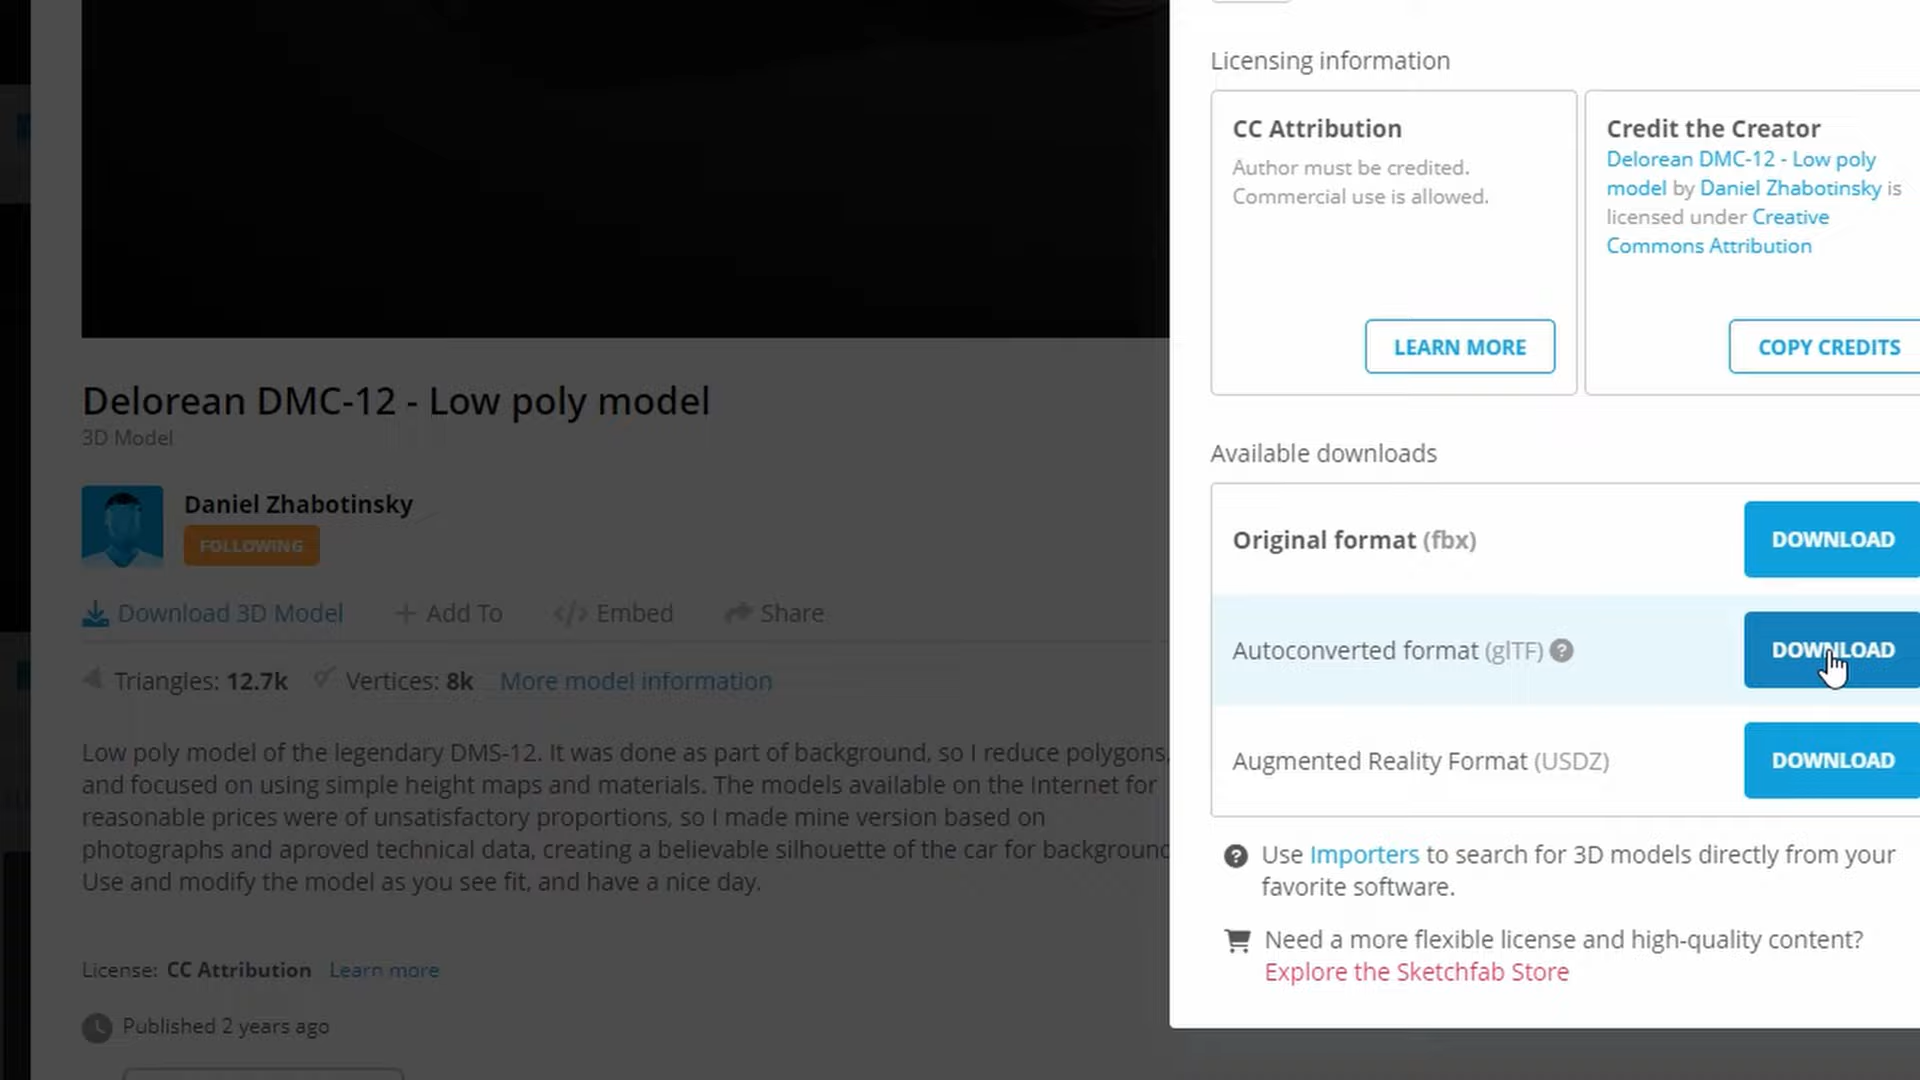 Licensing information
CC Attribution
Author must be credited.
Commercial use is allowed.
LEARN MORE
Credit the Creator
Delorean DMC-12 - Low poly
model by Daniel Zhabotinsky is
licensed under Creative
Commons Attribution
COPY CREDITS
Available downloads
Original format (fbx)
DOWNLOAD
Autoconverted format (glTF) ?
DOWNLOAD
Augmented Reality Format (USDZ)
DOWNLOAD
? Use Importers to search for 3D models directly from your
favorite software.
Need a more flexible license and high-quality content?
Explore the Sketchfab Store
Delorean DMC-12 - Low poly model
3D Model
Daniel Zhabotinsky
FOLLOWING
Download 3D Model
+ Add To
</> Embed
Share
Triangles: 12.7k
Vertices: 8k
More model information
Low poly model of the legendary DMS-12. It was done as part of background, so I reduce polygons,
and focused on using simple height maps and materials. The models available on the Internet for
reasonable prices were of unsatisfactory proportions, so I made mine version based on
photographs and aproved technical data, creating a believable silhouette of the car for background
Use and modify the model as you see fit, and have a nice day.
License: CC Attribution Learn more
Published 2 years ago